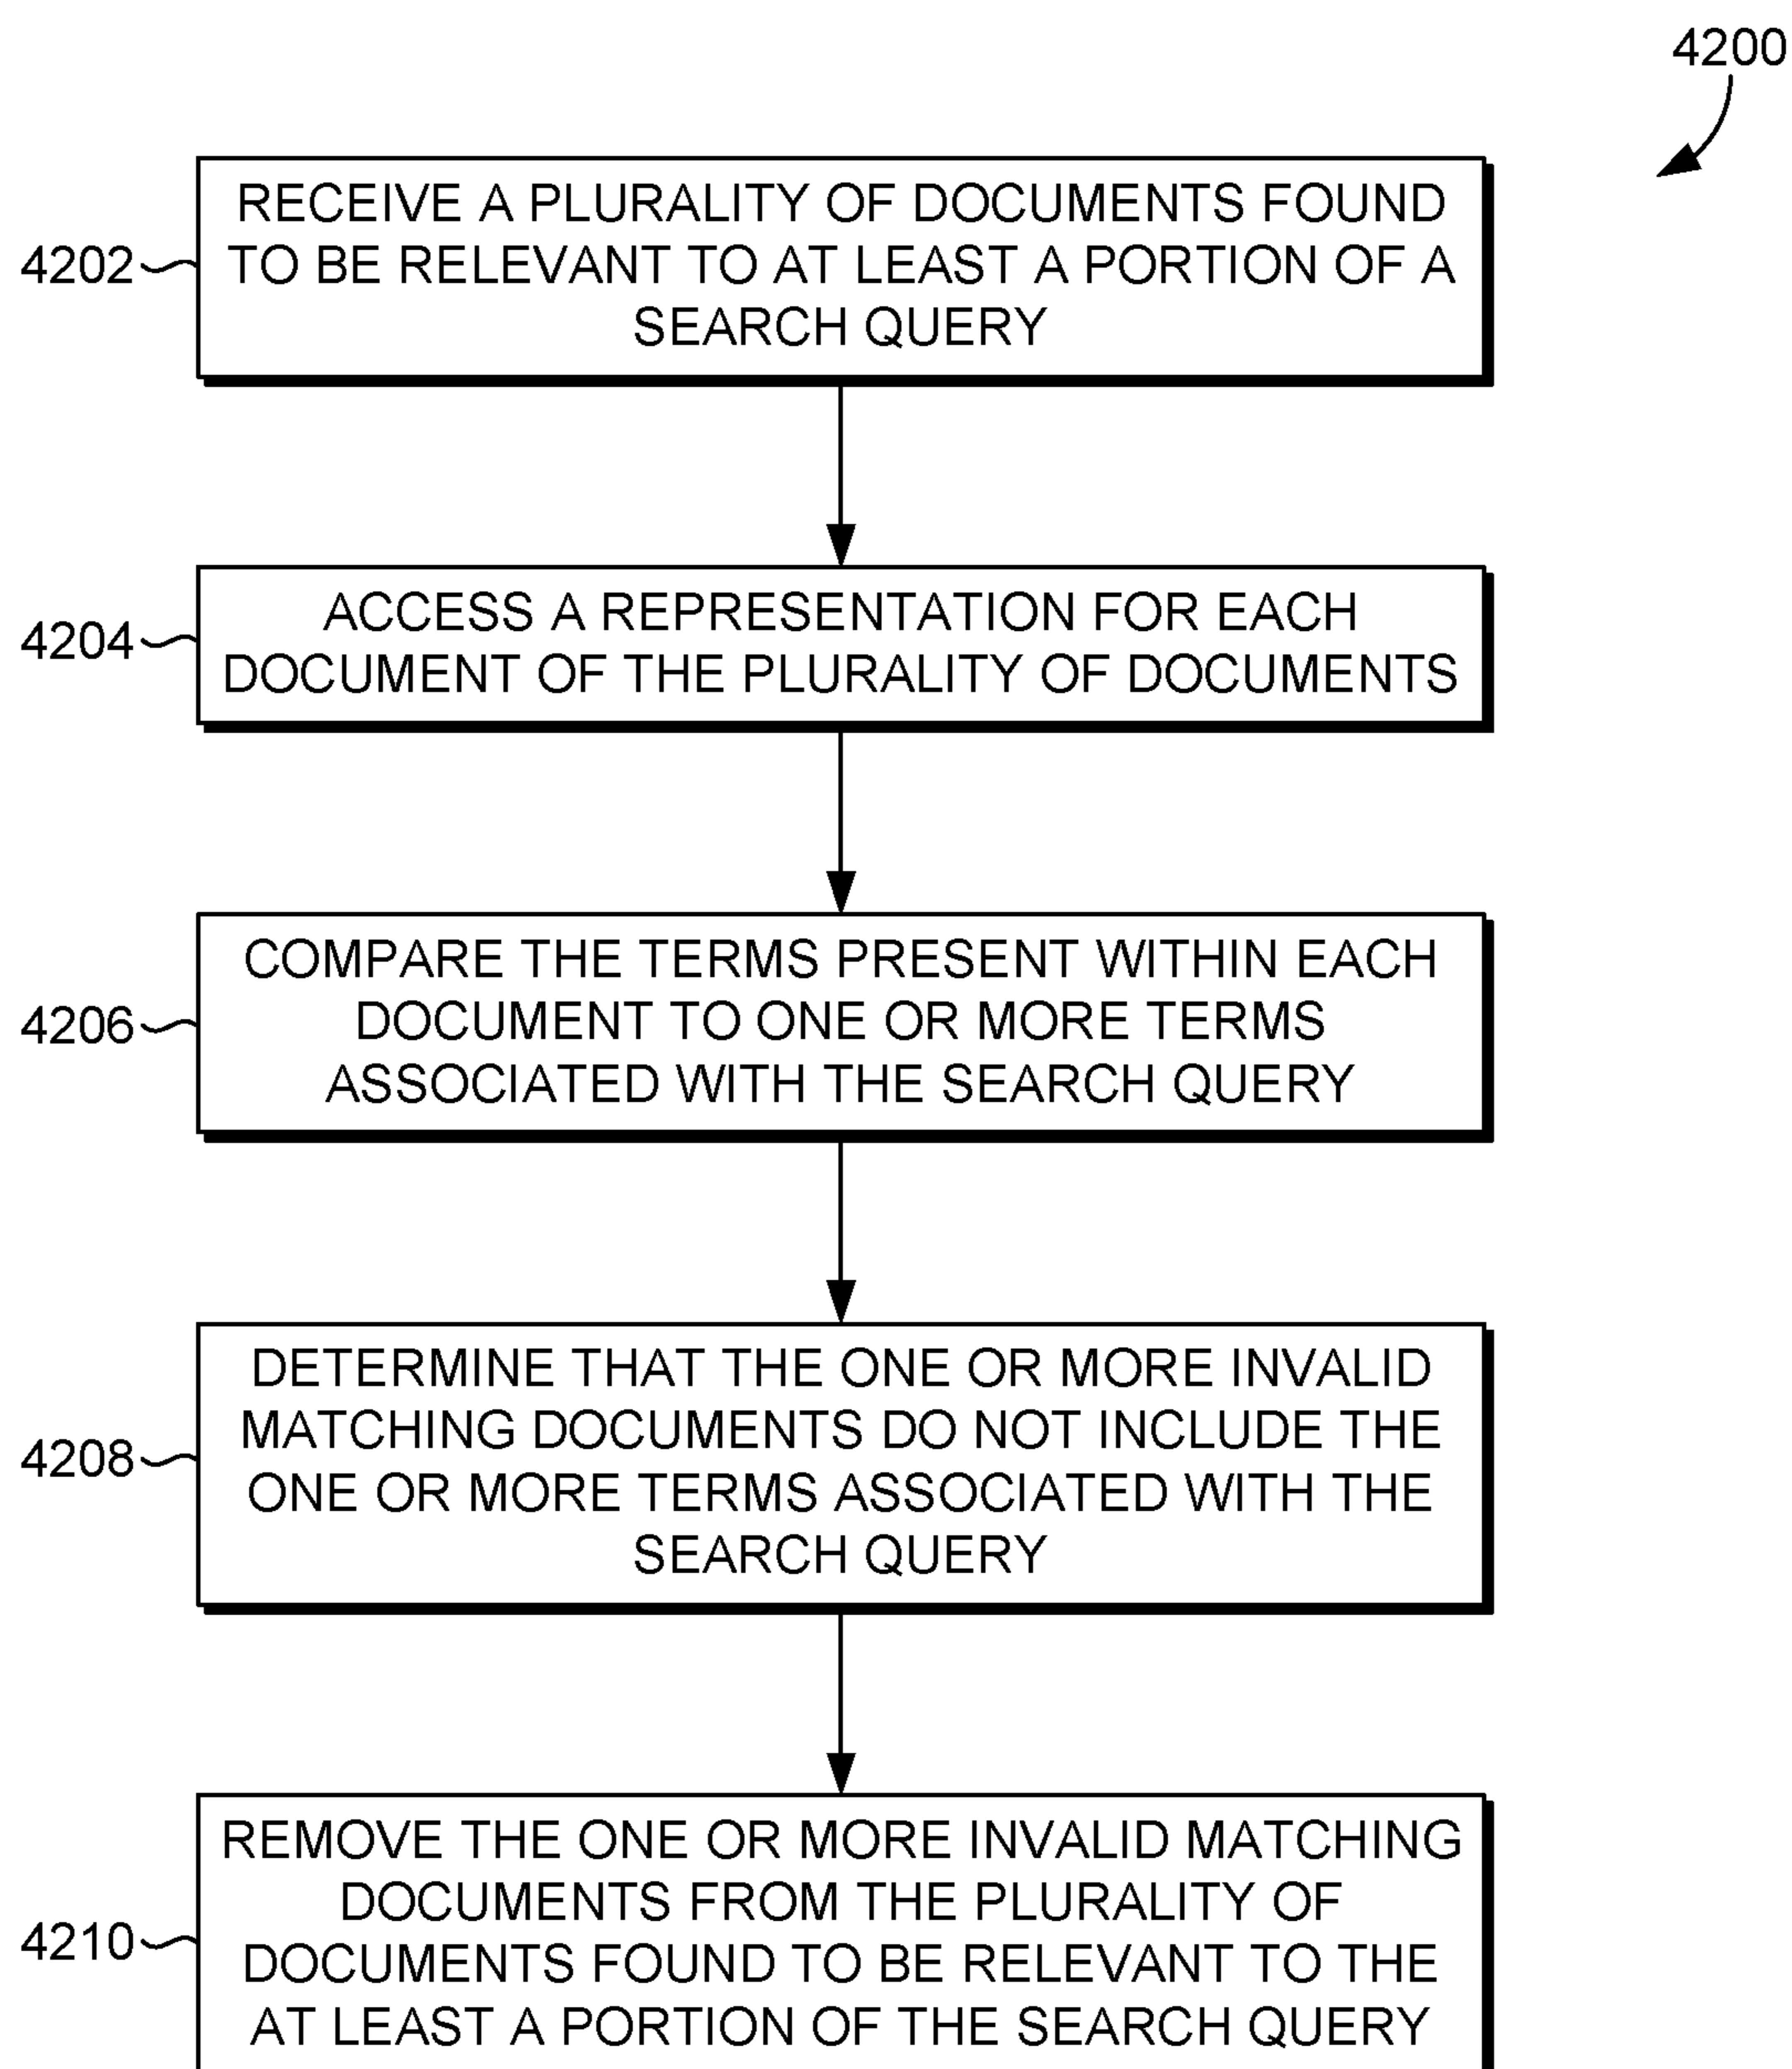 4200
RECEIVE A PLURALITY OF DOCUMENTS FOUND
4202
TO BE RELEVANT TO AT LEAST A PORTION OF A
SEARCH QUERY
ACCESS A REPRESENTATION FOR EACH
4204
DOCUMENT OF THE PLURALITY OF DOCUMENTS
COMPARE THE TERMS PRESENT WITHIN EACH
4206
DOCUMENT TO ONE OR MORE TERMS
ASSOCIATED WITH THE SEARCH QUERY
DETERMINE THAT THE ONE OR MORE INVALID
MATCHING DOCUMENTS DO NOT INCLUDE THE
4208
ONE OR MORE TERMS ASSOCIATED WITH THE
SEARCH QUERY
REMOVE THE ONE OR MORE INVALID MATCHING
DOCUMENTS FROM THE PLURALITY OF
4210
DOCUMENTS FOUND TO BE RELEVANT TO THE
AT LEAST A PORTION OF THE SEARCH QUERY